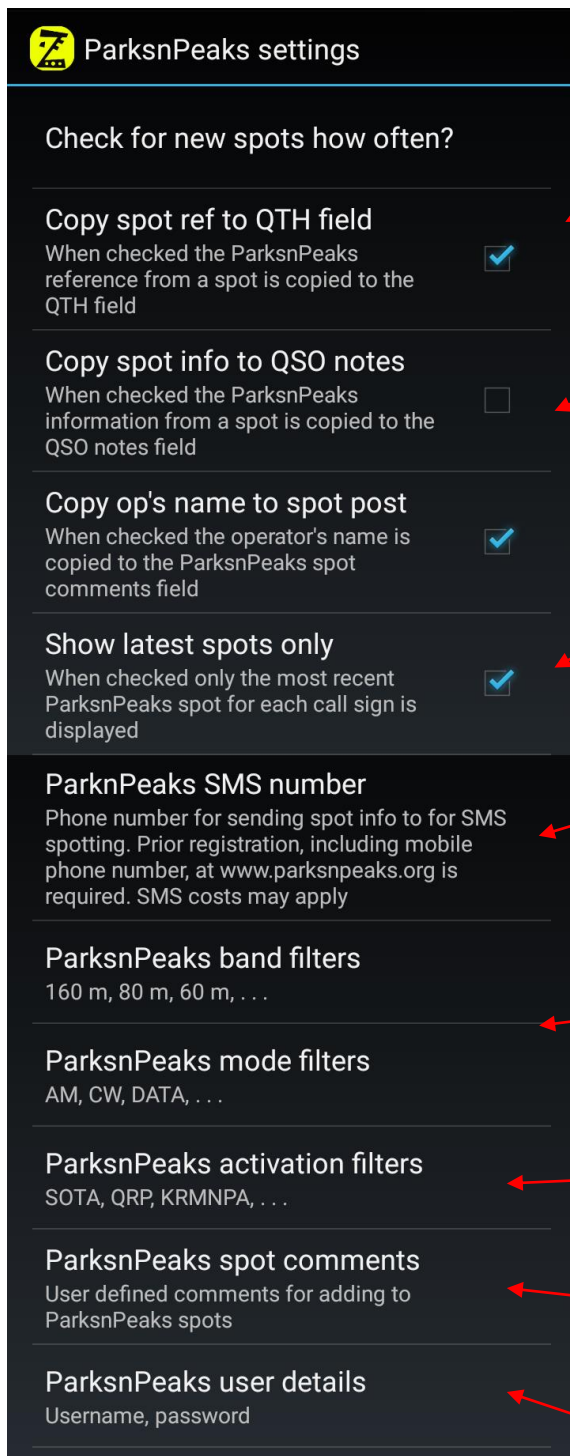 ParksnPeaks settings
Check for new spots how often?
Copy spot ref to QTH field
When checked the ParksnPeaks
reference from a spot is copied to the
QTH field
Copy spot info to QSO notes
When checked the ParksnPeaks
information from a spot is copied to the
QSO notes field
Copy op's name to spot post
When checked the operator's name is
copied to the ParksnPeaks spot
comments field
Show latest spots only
When checked only the most recent
ParksnPeaks spot for each call sign is
displayed
ParknPeaks SMS number
Phone number for sending spot info to for SMS
spotting. Prior registration, including mobile
phone number, at www.parksnpeaks.org is
required. SMS costs may apply
ParksnPeaks band filters
160 m, 80 m, 60 m, . . .
ParksnPeaks mode filters
AM, CW, DATA, . . .
ParksnPeaks activation filters
SOTA, QRP, KRMNPA, . . .
ParksnPeaks spot comments
User defined comments for adding to
ParksnPeaks spots
ParksnPeaks user details
Username, password